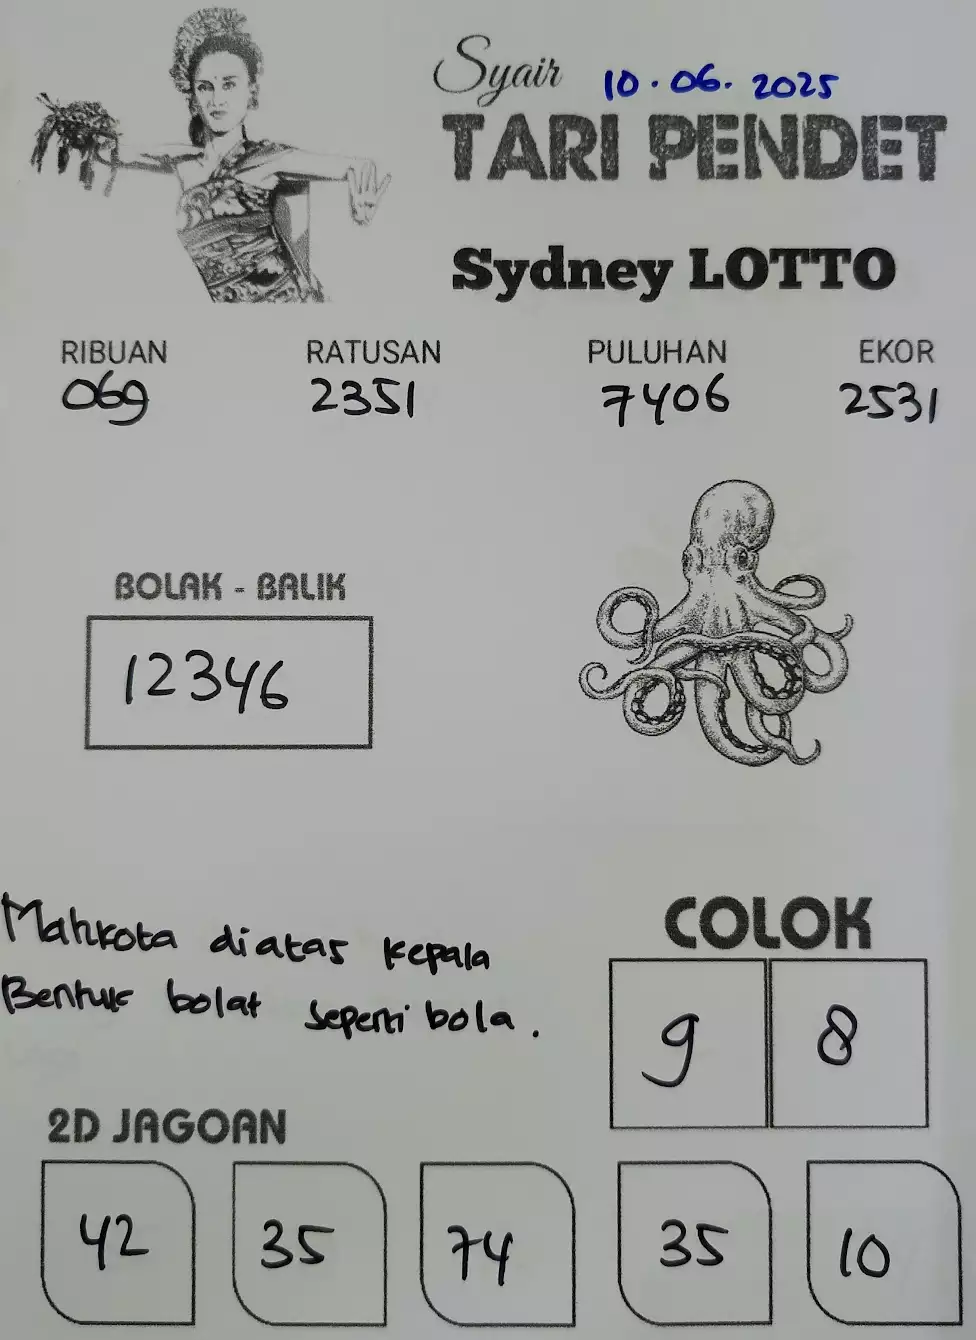 Syair 10.06.2025
TARI PENDET
Sydney LOTTO
RIBUAN RATUSAN PULUHAN EKOR
069 2351 7406 2531
BOLAK - BALIK
12346
Mahkota diatas kepala
Bentuk bolat seperti bola.
COLOK
9 8
2D JAGOAN
42 35 74 35 10